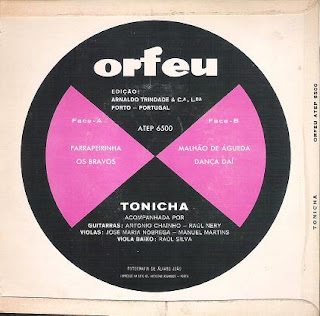 orfeu
EDIÇÃO:
ARNALDO TRINDADE & C.ª, L.DA
PORTO - PORTUGAL
Face-A
Face-B
ATEP 6500
FARRAPEIRINHA
OS BRAVOS
MALHÃO DE ÁGUEDA
DANÇA DAÍ
TONICHA
ACOMPANHADA POR
GUITARRAS: ANTONIO CHAINHO - RAUL NERY
VIOLAS: JOSÉ MARIA NÓBREGA - MANUEL MARTINS
VIOLA BAIXO: RAUL SILVA
FOTOGRAFIA DE ÁLVARO JOÃO
TONICHA
ORFEU ATEP 6500